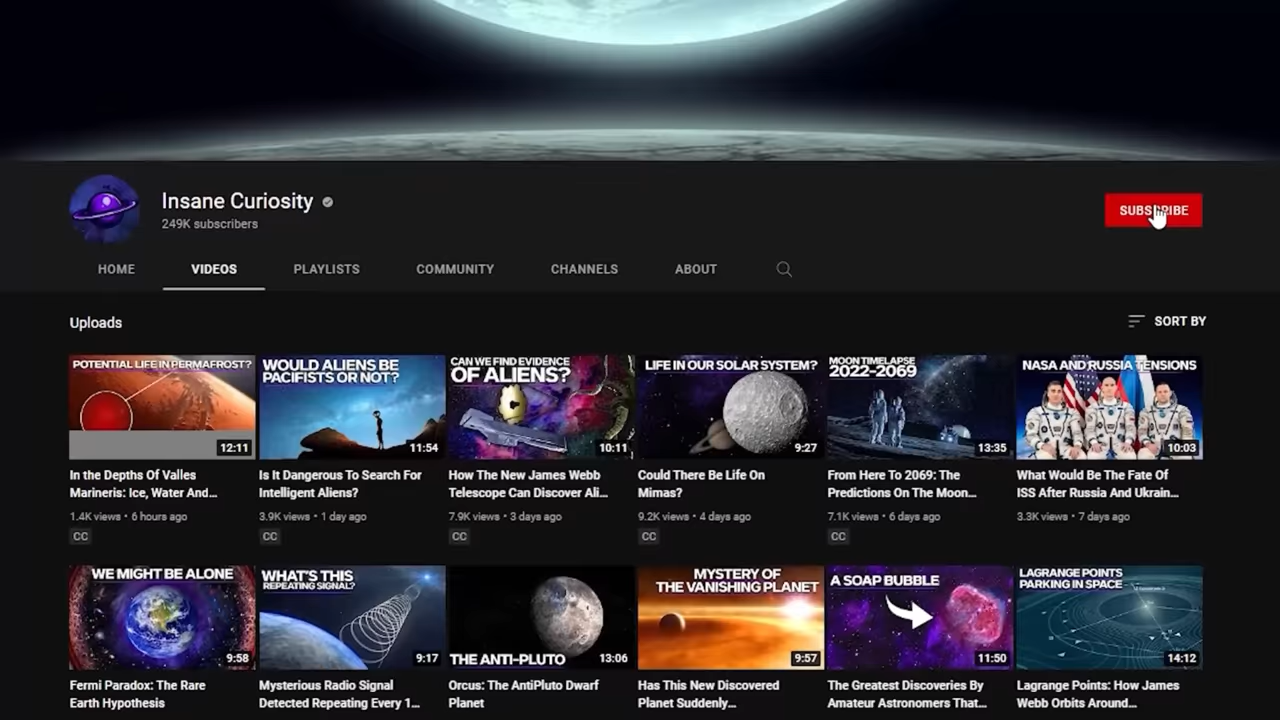 Insane Curiosity
249K subscribers
SUBSCRIBE
HOME VIDEOS PLAYLISTS COMMUNITY CHANNELS ABOUT
Uploads
SORT BY
POTENTIAL LIFE IN PERMAFROST?
12:11
In the Depths Of Valles
Marineris: Ice, Water And...
1.4K views • 6 hours ago
CC
WOULD ALIENS BE
PACIFISTS OR NOT?
11:54
Is It Dangerous To Search For
Intelligent Aliens?
3.9K views • 1 day ago
CC
CAN WE FIND EVIDENCE
OF ALIENS?
10:11
How The New James Webb
Telescope Can Discover Ali...
7.9K views • 3 days ago
CC
LIFE IN OUR SOLAR SYSTEM?
9:27
Could There Be Life On
Mimas?
9.2K views • 4 days ago
CC
MOON TIMELAPSE
2022-2069
13:35
From Here To 2069: The
Predictions On The Moon...
7.1K views • 6 days ago
CC
NASA AND RUSSIA TENSIONS
10:03
What Would Be The Fate Of
ISS After Russia And Ukrain...
3.3K views • 7 days ago
WE MIGHT BE ALONE
9:58
Fermi Paradox: The Rare
Earth Hypothesis
WHAT'S THIS
REPEATING SIGNAL?
9:17
Mysterious Radio Signal
Detected Repeating Every 1...
THE ANTI-PLUTO
13:06
Orcus: The AntiPluto Dwarf
Planet
MYSTERY OF
THE VANISHING PLANET
9:57
Has This New Discovered
Planet Suddenly...
A SOAP BUBBLE
11:50
The Greatest Discoveries By
Amateur Astronomers That...
LAGRANGE POINTS
PARKING IN SPACE
14:12
Lagrange Points: How James
Webb Orbits Around...